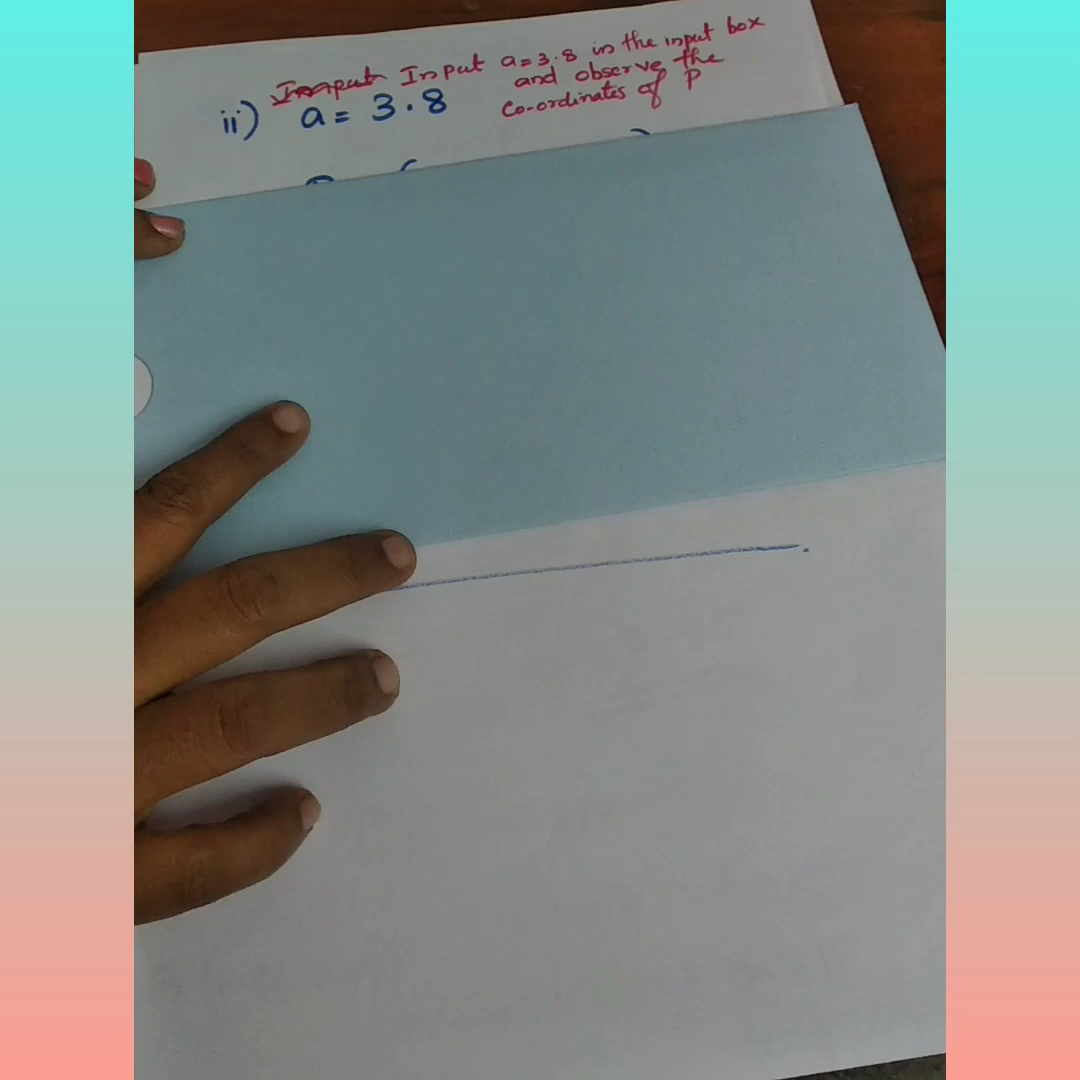 Input Input a=3.8 in the input box
and observe the
Co-ordinates of P
ii) a= 3.8